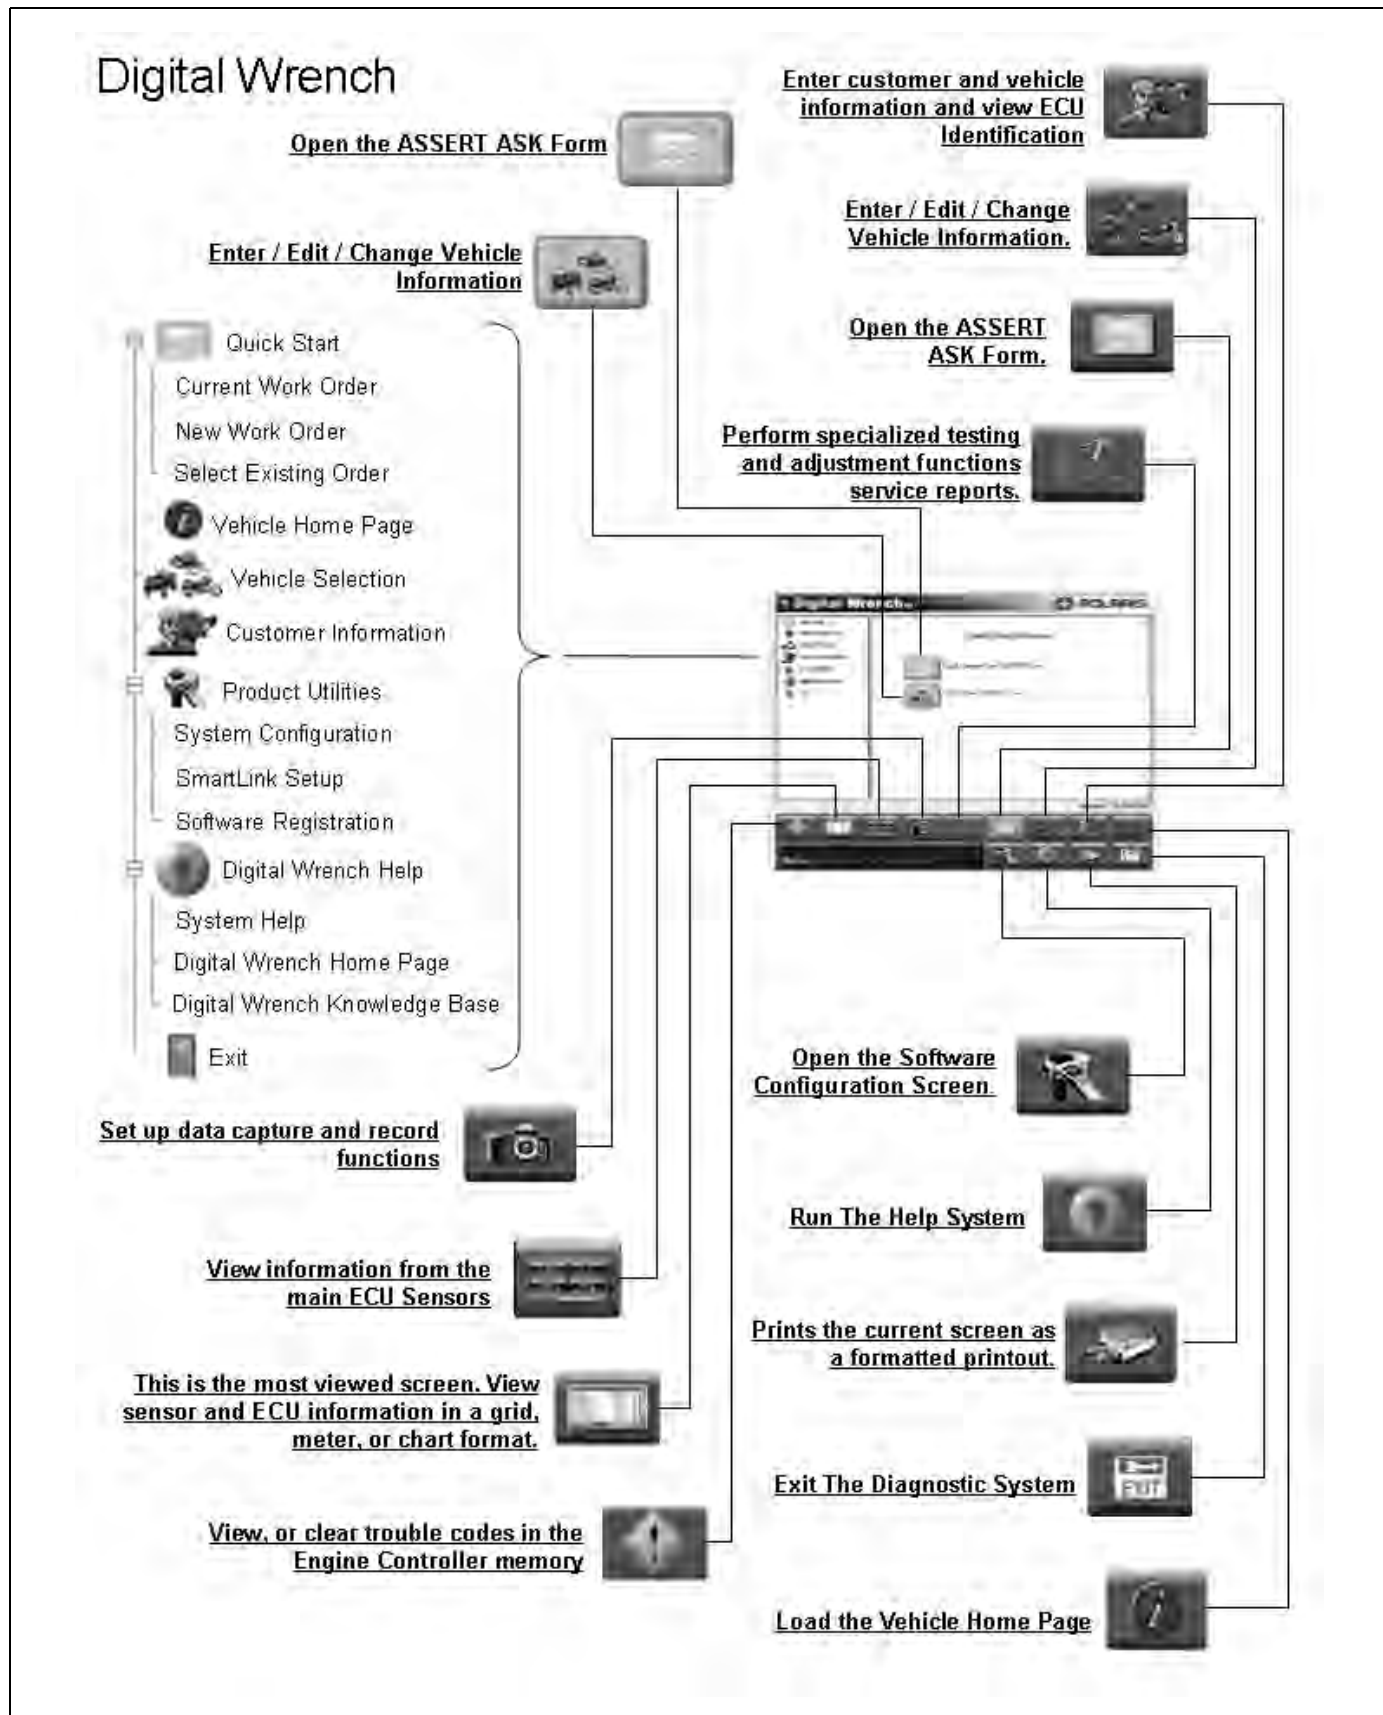 Digital Wrench
Open the ASSERT ASK Form
Enter / Edit / Change Vehicle
Information
Quick Start
Current Work Order
New Work Order
Select Existing Order
Vehicle Home Page
Vehicle Selection
Customer Information
Product Utilities
System Configuration
SmartLink Setup
Software Registration
Digital Wrench Help
System Help
Digital Wrench Home Page
Digital Wrench Knowledge Base
Exit
Set up data capture and record
functions
View information from the
main ECU Sensors
This is the most viewed screen. View
sensor and ECU information in a grid,
meter, or chart format.
View, or clear trouble codes in the
Engine Controller memory
Enter customer and vehicle
information and view ECU
Identification
Enter / Edit / Change
Vehicle Information.
Open the ASSERT
ASK Form.
Perform specialized testing
and adjustment functions
service reports.
Digital Wrench
POLARIS
Open the Software
Configuration Screen.
Run The Help System
Prints the current screen as
a formatted printout.
Exit The Diagnostic System
EXIT
Load the Vehicle Home Page